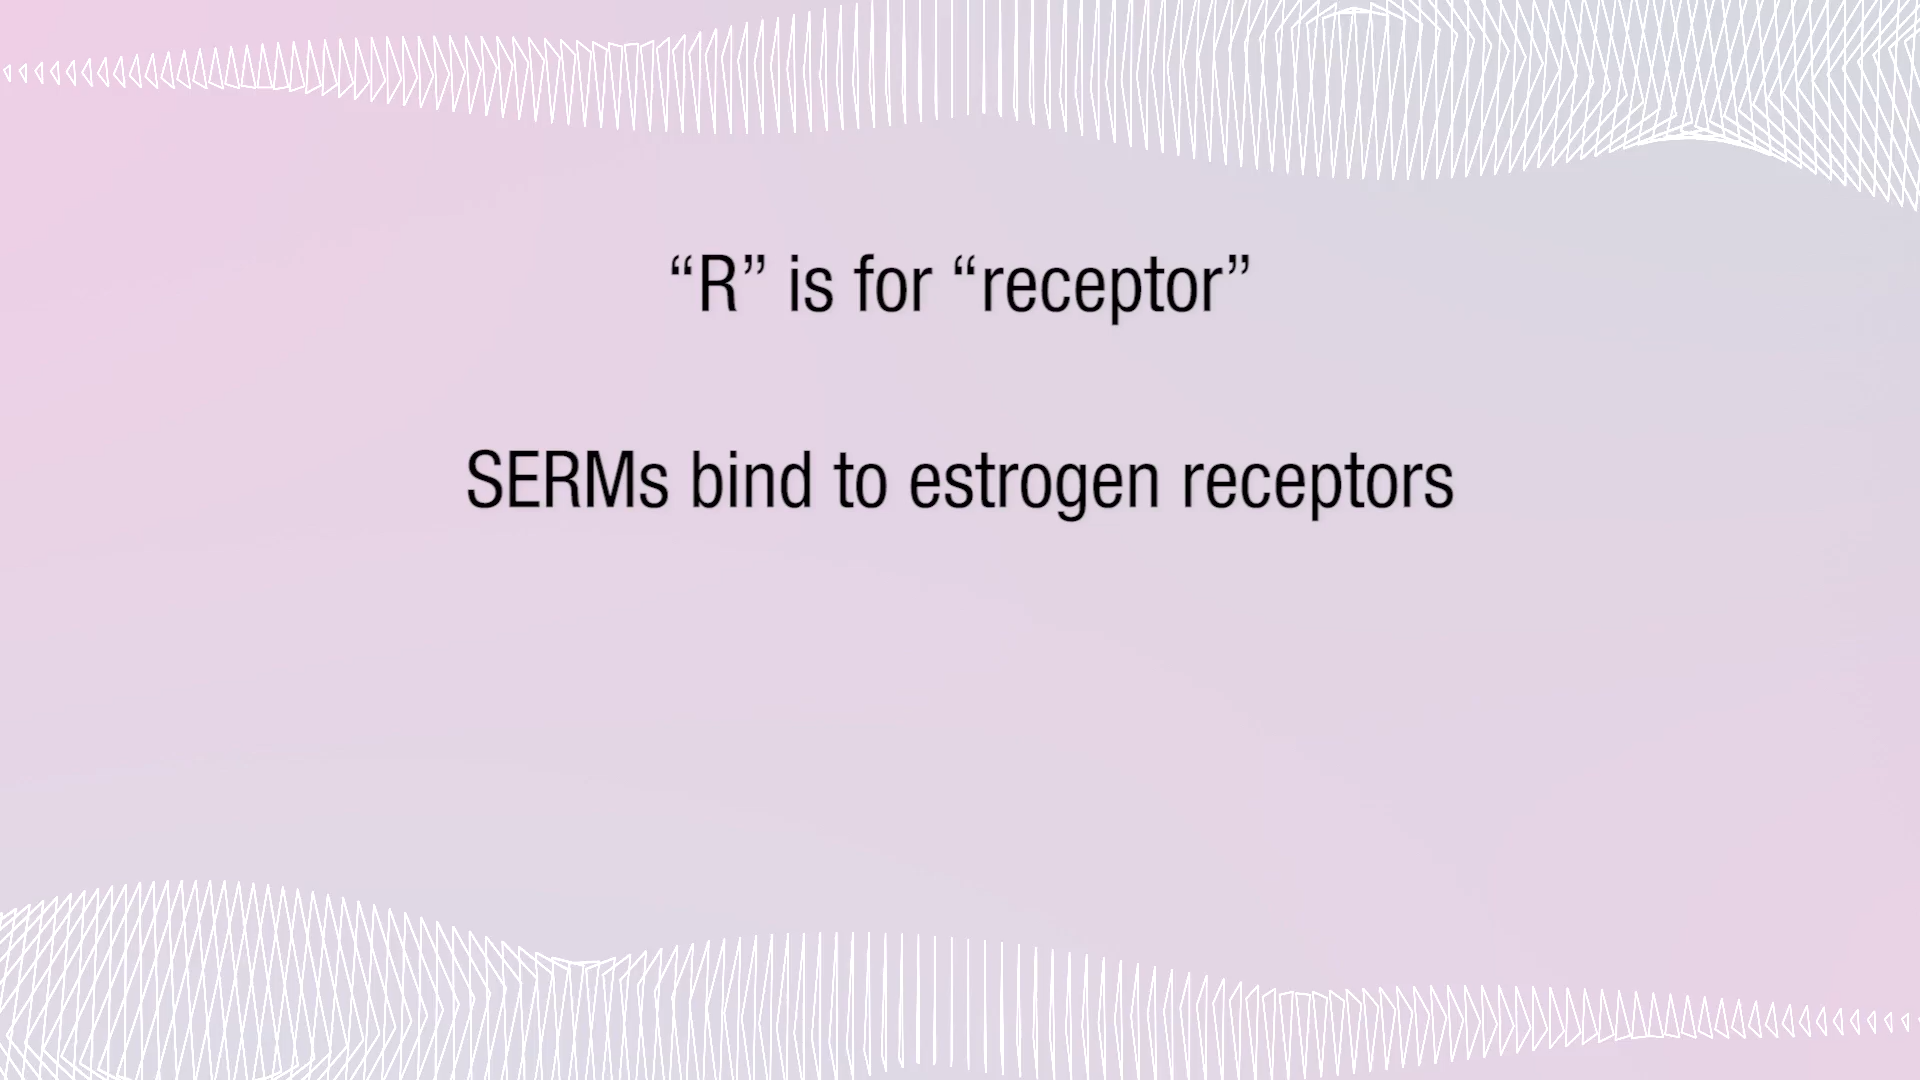 “R” is for “receptor”
SERMs bind to estrogen receptors